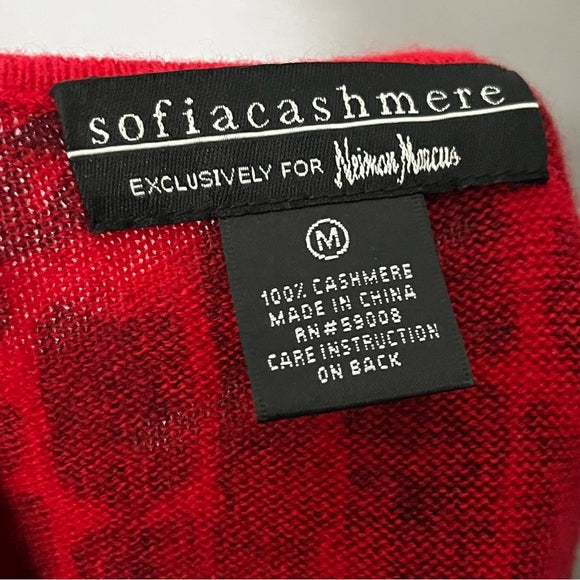 sofiacashmere
EXCLUSIVELY FOR Neiman Marcus
M
100% CASHMERE
MADE IN CHINA
RN#59008
CARE INSTRUCTION
ON BACK